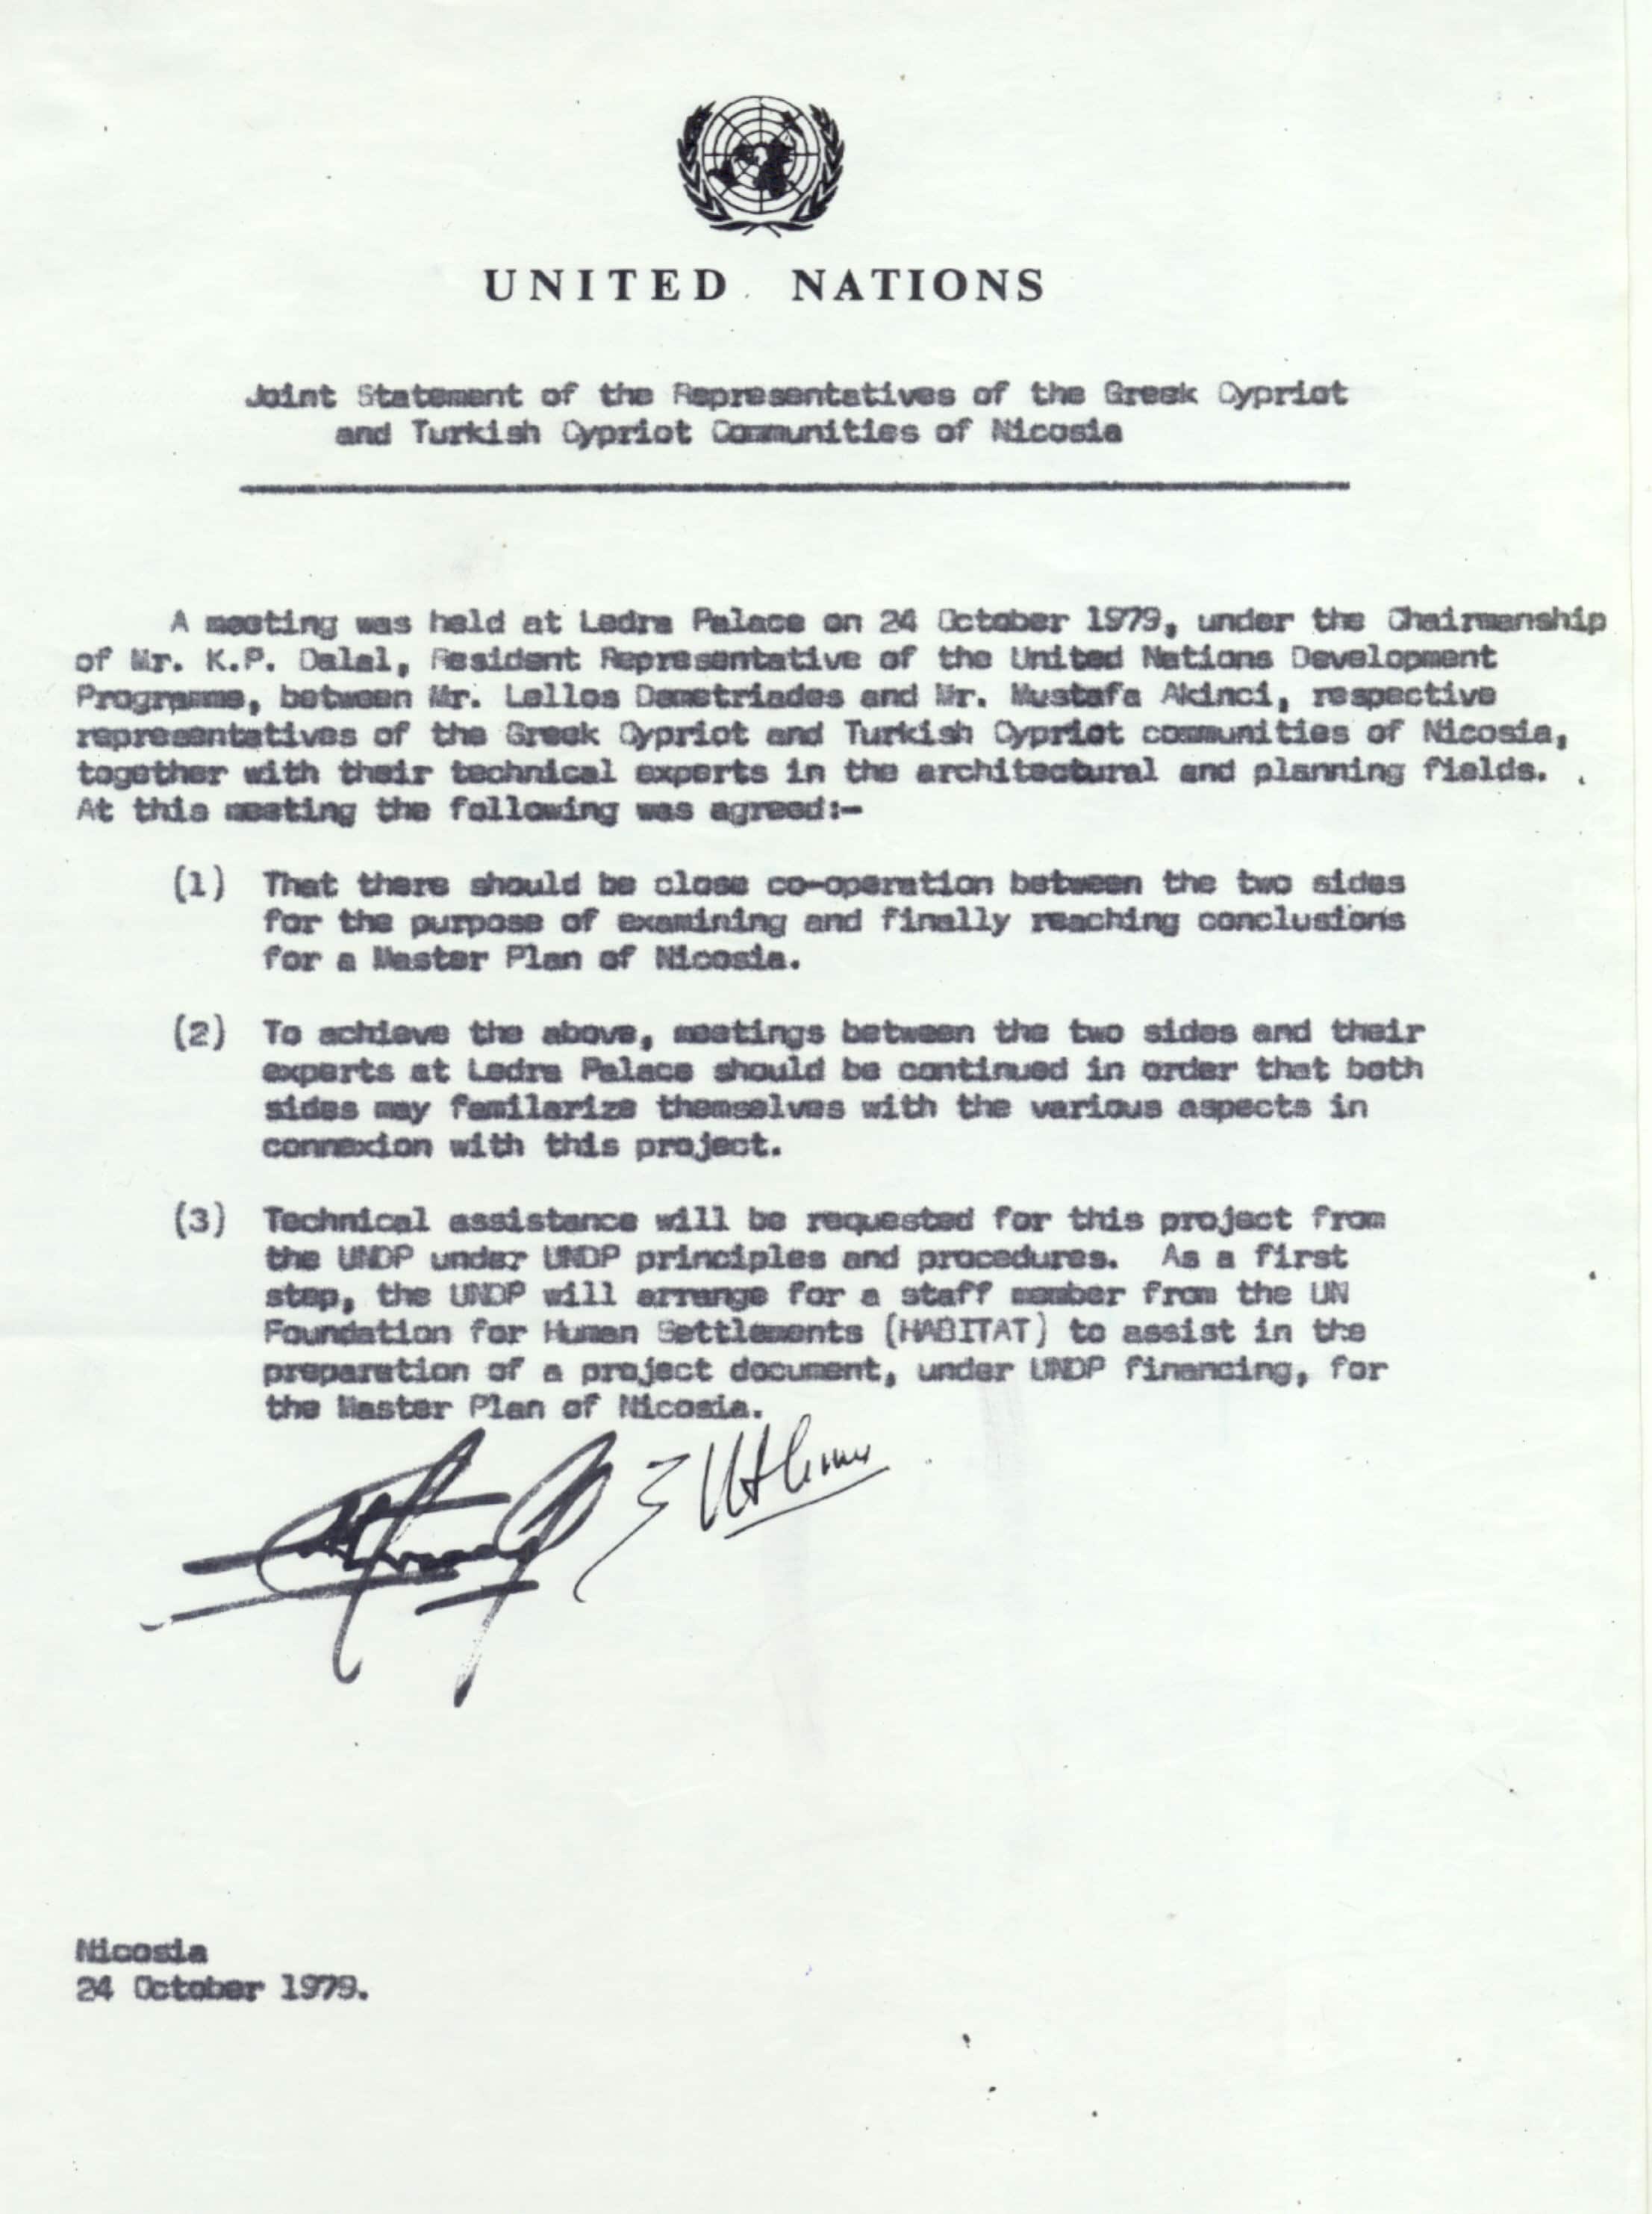 UNITED NATIONS
Joint Statement of the Representatives of the Greek Cypriot
and Turkish Cypriot Communities of Nicosia
A meeting was held at Ledra Palace on 24 October 1979, under the Chairmanship
of Mr. K.P. Dalal, Resident Representative of the United Nations Development
Programme, between Mr. Lellos Demetriades and Mr. Mustafa Akinci, respective
representatives of the Greek Cypriot and Turkish Cypriot communities of Nicosia,
together with their technical experts in the architectural and planning fields.
At this meeting the following was agreed:-
(1) That there should be close co-operation between the two sides
for the purpose of examining and finally reaching conclusions
for a Master Plan of Nicosia.
(2) To achieve the above, meetings between the two sides and their
experts at Ledra Palace should be continued in order that both
sides may familarize themselves with the various aspects in
connexion with this project.
(3) Technical assistance will be requested for this project from
the UNDP under UNDP principles and procedures. As a first
step, the UNDP will arrange for a staff member from the UN
Foundation for Human Settlements (HABITAT) to assist in the
preparation of a project document, under UNDP financing, for
the Master Plan of Nicosia.
Nicosia
24 October 1979.